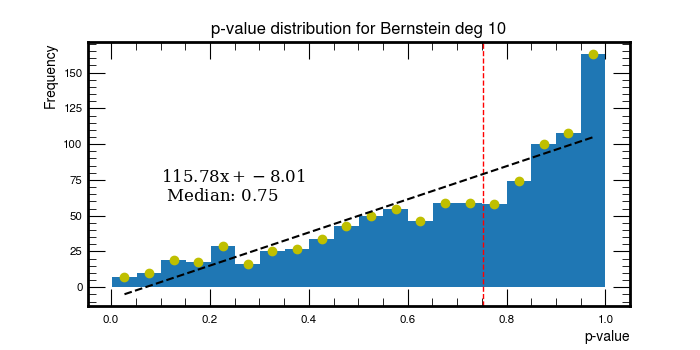 p-value distribution for Bernstein deg 10
Frequency
150
125
100
75
50
25
0
115.78x + − 8.01
Median: 0.75
0.0 0.2 0.4 0.6 0.8 1.0
p-value